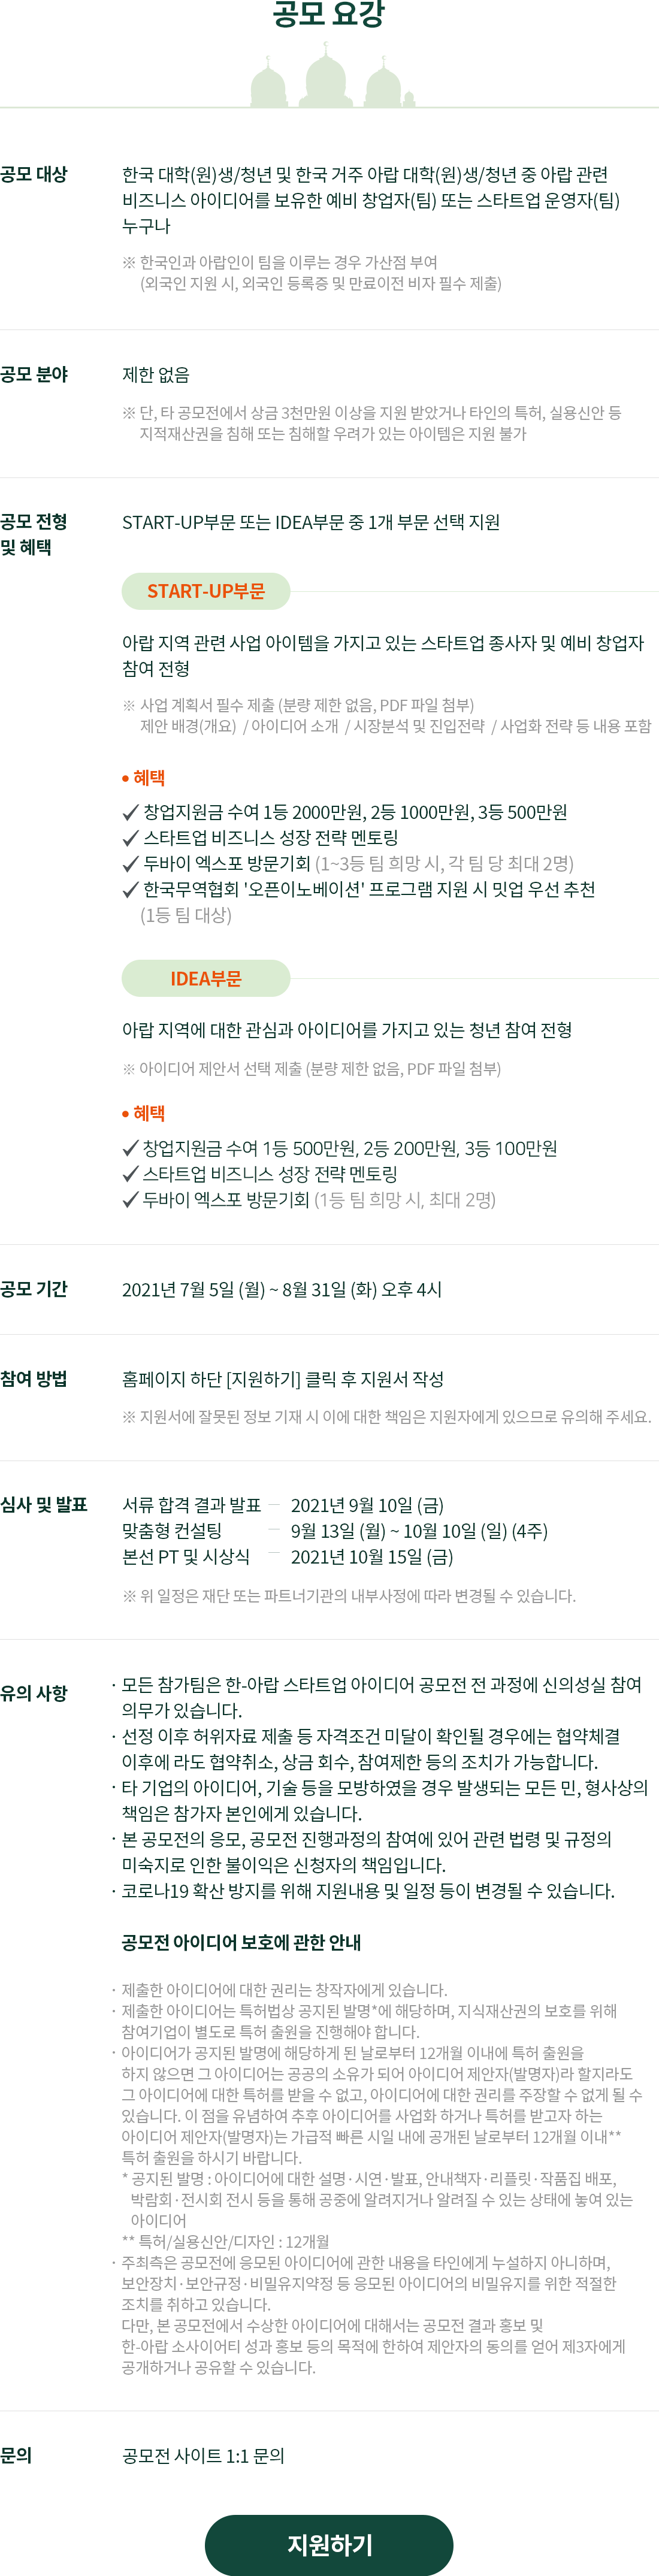 공모 요강
공모 대상
한국 대학(원)생/청년 및 한국 거주 아랍 대학(원)생/청년 중 아랍 관련
비즈니스 아이디어를 보유한 예비 창업자(팀) 또는 스타트업 운영자(팀)
누구나
※ 한국인과 아랍인이 팀을 이루는 경우 가산점 부여
(외국인 지원 시, 외국인 등록증 및 만료이전 비자 필수 제출)
공모 분야
제한 없음
※ 단, 타 공모전에서 상금 3천만원 이상을 지원 받았거나 타인의 특허, 실용신안 등
지적재산권을 침해 또는 침해할 우려가 있는 아이템은 지원 불가
공모 전형
및 혜택
START-UP부문 또는 IDEA부문 중 1개 부문 선택 지원
START-UP부문
아랍 지역 관련 사업 아이템을 가지고 있는 스타트업 종사자 및 예비 창업자
참여 전형
※ 사업 계획서 필수 제출 (분량 제한 없음, PDF 파일 첨부)
제안 배경(개요) / 아이디어 소개 / 시장분석 및 진입전략 / 사업화 전략 등 내용 포함
• 혜택
✓ 창업지원금 수여 1등 2000만원, 2등 1000만원, 3등 500만원
✓ 스타트업 비즈니스 성장 전략 멘토링
✓ 두바이 엑스포 방문기회 (1~3등 팀 희망 시, 각 팀 당 최대 2명)
✓ 한국무역협회 '오픈이노베이션' 프로그램 지원 시 밋업 우선 추천
(1등 팀 대상)
IDEA부문
아랍 지역에 대한 관심과 아이디어를 가지고 있는 청년 참여 전형
※ 아이디어 제안서 선택 제출 (분량 제한 없음, PDF 파일 첨부)
• 혜택
✓ 창업지원금 수여 1등 500만원, 2등 200만원, 3등 100만원
✓ 스타트업 비즈니스 성장 전략 멘토링
✓ 두바이 엑스포 방문기회 (1등 팀 희망 시, 최대 2명)
공모 기간
2021년 7월 5일 (월) ~ 8월 31일 (화) 오후 4시
참여 방법
홈페이지 하단 [지원하기] 클릭 후 지원서 작성
※ 지원서에 잘못된 정보 기재 시 이에 대한 책임은 지원자에게 있으므로 유의해 주세요.
심사 및 발표
서류 합격 결과 발표 — 2021년 9월 10일 (금)
맞춤형 컨설팅 — 9월 13일 (월) ~ 10월 10일 (일) (4주)
본선 PT 및 시상식 — 2021년 10월 15일 (금)
※ 위 일정은 재단 또는 파트너기관의 내부사정에 따라 변경될 수 있습니다.
유의 사항
· 모든 참가팀은 한-아랍 스타트업 아이디어 공모전 전 과정에 신의성실 참여
의무가 있습니다.
· 선정 이후 허위자료 제출 등 자격조건 미달이 확인될 경우에는 협약체결
이후에 라도 협약취소, 상금 회수, 참여제한 등의 조치가 가능합니다.
· 타 기업의 아이디어, 기술 등을 모방하였을 경우 발생되는 모든 민, 형사상의
책임은 참가자 본인에게 있습니다.
· 본 공모전의 응모, 공모전 진행과정의 참여에 있어 관련 법령 및 규정의
미숙지로 인한 불이익은 신청자의 책임입니다.
· 코로나19 확산 방지를 위해 지원내용 및 일정 등이 변경될 수 있습니다.
공모전 아이디어 보호에 관한 안내
· 제출한 아이디어에 대한 권리는 창작자에게 있습니다.
· 제출한 아이디어는 특허법상 공지된 발명*에 해당하며, 지식재산권의 보호를 위해
참여기업이 별도로 특허 출원을 진행해야 합니다.
· 아이디어가 공지된 발명에 해당하게 된 날로부터 12개월 이내에 특허 출원을
하지 않으면 그 아이디어는 공공의 소유가 되어 아이디어 제안자(발명자)라 할지라도
그 아이디어에 대한 특허를 받을 수 없고, 아이디어에 대한 권리를 주장할 수 없게 될 수
있습니다. 이 점을 유념하여 추후 아이디어를 사업화 하거나 특허를 받고자 하는
아이디어 제안자(발명자)는 가급적 빠른 시일 내에 공개된 날로부터 12개월 이내**
특허 출원을 하시기 바랍니다.
* 공지된 발명 : 아이디어에 대한 설명·시연·발표, 안내책자·리플릿·작품집 배포,
박람회·전시회 전시 등을 통해 공중에 알려지거나 알려질 수 있는 상태에 놓여 있는
아이디어
** 특허/실용신안/디자인 : 12개월
· 주최측은 공모전에 응모된 아이디어에 관한 내용을 타인에게 누설하지 아니하며,
보안장치·보안규정·비밀유지약정 등 응모된 아이디어의 비밀유지를 위한 적절한
조치를 취하고 있습니다.
다만, 본 공모전에서 수상한 아이디어에 대해서는 공모전 결과 홍보 및
한-아랍 소사이어티 성과 홍보 등의 목적에 한하여 제안자의 동의를 얻어 제3자에게
공개하거나 공유할 수 있습니다.
문의
공모전 사이트 1:1 문의
지원하기